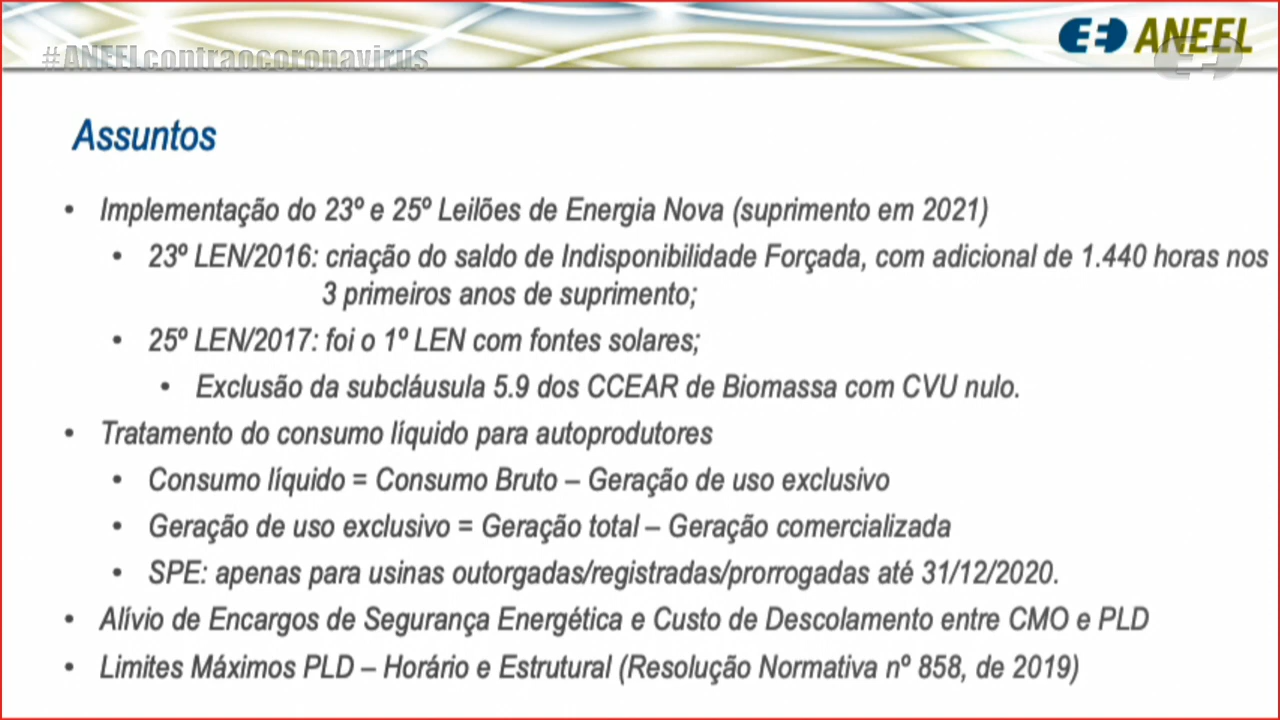 #ANEELcontraocoronavirus
ANEEL
Assuntos
• Implementação do 23º e 25º Leilões de Energia Nova (suprimento em 2021)
• 23º LEN/2016: criação do saldo de Indisponibilidade Forçada, com adicional de 1.440 horas nos
3 primeiros anos de suprimento;
• 25º LEN/2017: foi o 1º LEN com fontes solares;
• Exclusão da subcláusula 5.9 dos CCEAR de Biomassa com CVU nulo.
• Tratamento do consumo líquido para autoprodutores
• Consumo líquido = Consumo Bruto – Geração de uso exclusivo
• Geração de uso exclusivo = Geração total – Geração comercializada
• SPE: apenas para usinas outorgadas/registradas/prorrogadas até 31/12/2020.
• Alívio de Encargos de Segurança Energética e Custo de Descolamento entre CMO e PLD
• Limites Máximos PLD – Horário e Estrutural (Resolução Normativa nº 858, de 2019)